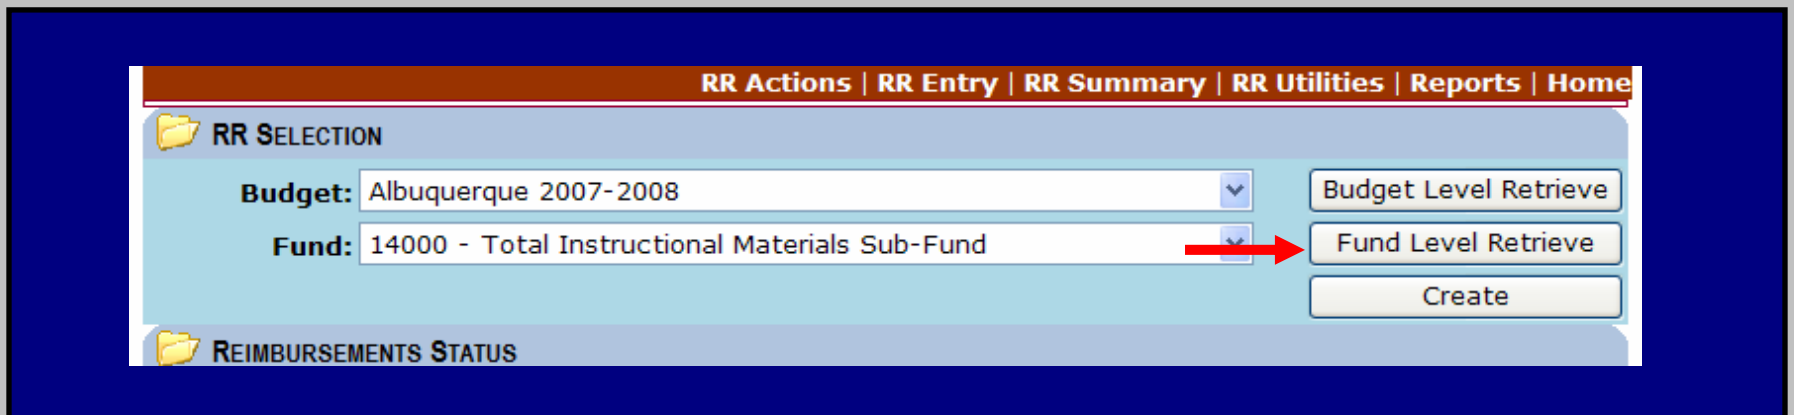 RR Actions | RR Entry | RR Summary | RR Utilities | Reports | Home
RR SELECTION
Budget: Albuquerque 2007-2008 Budget Level Retrieve
Fund: 14000 - Total Instructional Materials Sub-Fund Fund Level Retrieve
Create
REIMBURSEMENTS STATUS